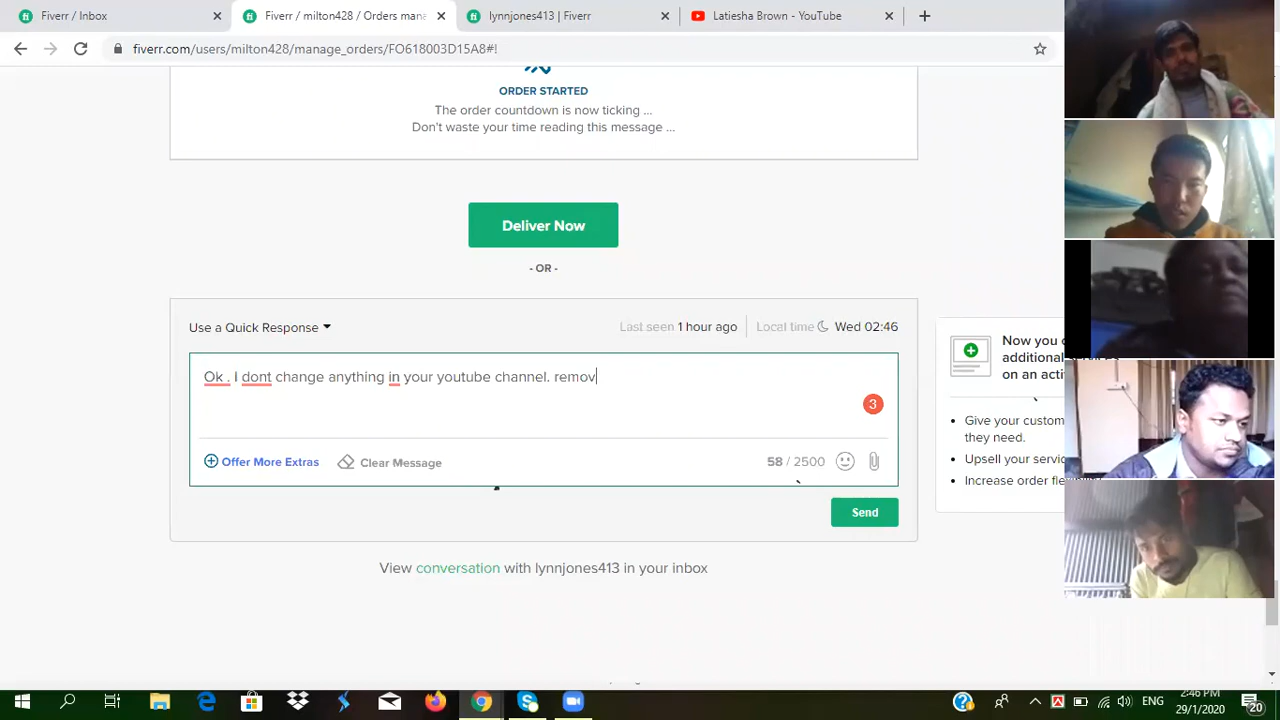 Fiverr / Inbox
Fiverr / milton428 / Orders mana
lynnjones413 | Fiverr
Latiesha Brown - YouTube
fiverr.com/users/milton428/manage_orders/FO618003D15A8#!
ORDER STARTED
The order countdown is now ticking ...
Don't waste your time reading this message ...
Deliver Now
- OR -
Use a Quick Response
Last seen 1 hour ago
Local time Wed 02:46
Ok . I dont change anything in your youtube channel. remov
3
Offer More Extras
Clear Message
58 / 2500
Send
View conversation with lynnjones413 in your inbox
Now you c
additional
on an acti
Give your custom
they need.
Upsell your servic
Increase order fle
ENG
2:46 PM
29/1/2020
20